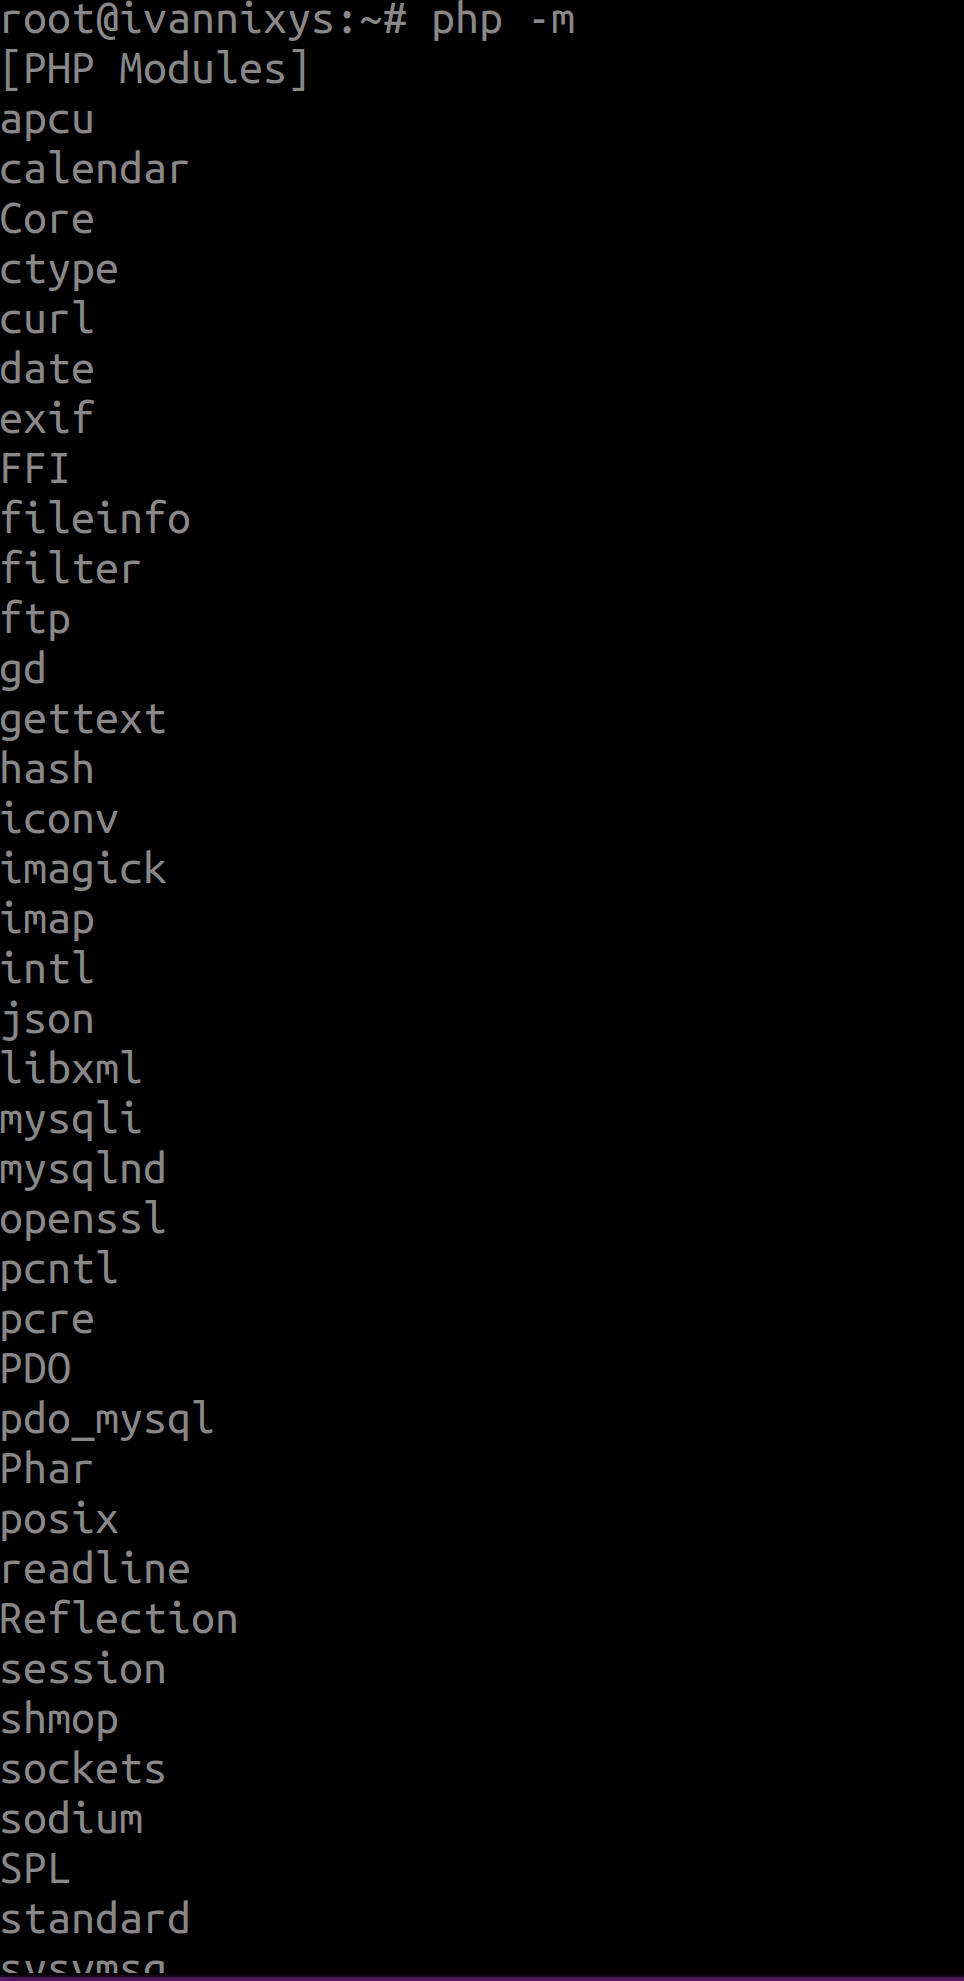 root@ivannixys:~# php -m
[PHP Modules]
apcu
calendar
Core
ctype
curl
date
exif
FFI
fileinfo
filter
ftp
gd
gettext
hash
iconv
imagick
imap
intl
json
libxml
mysqli
mysqlnd
openssl
pcntl
pcre
PDO
pdo_mysql
Phar
posix
readline
Reflection
session
shmop
sockets
sodium
SPL
standard
sysvmsg